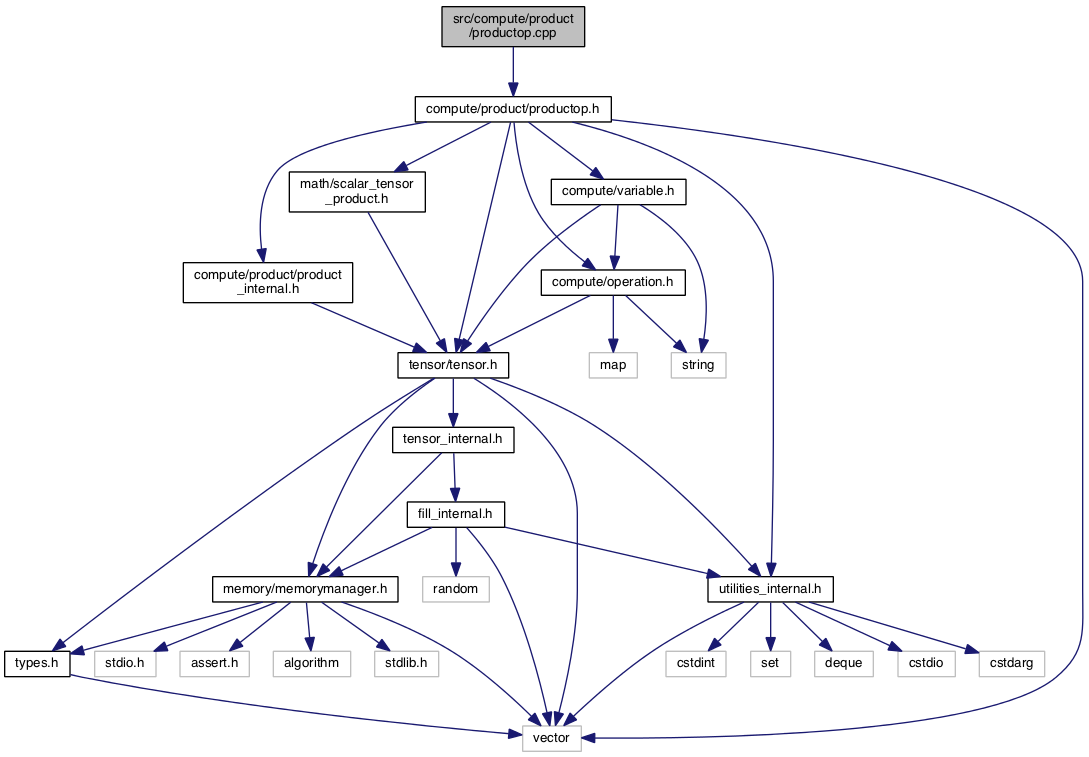 src/compute/product
/productop.cpp
compute/product/productop.h
math/scalar_tensor
_product.h
compute/variable.h
compute/product/product
_internal.h
compute/operation.h
tensor/tensor.h
map
string
tensor_internal.h
fill_internal.h
memory/memorymanager.h
random
utilities_internal.h
types.h
stdio.h
assert.h
algorithm
stdlib.h
cstdint
set
deque
cstdio
cstdarg
vector